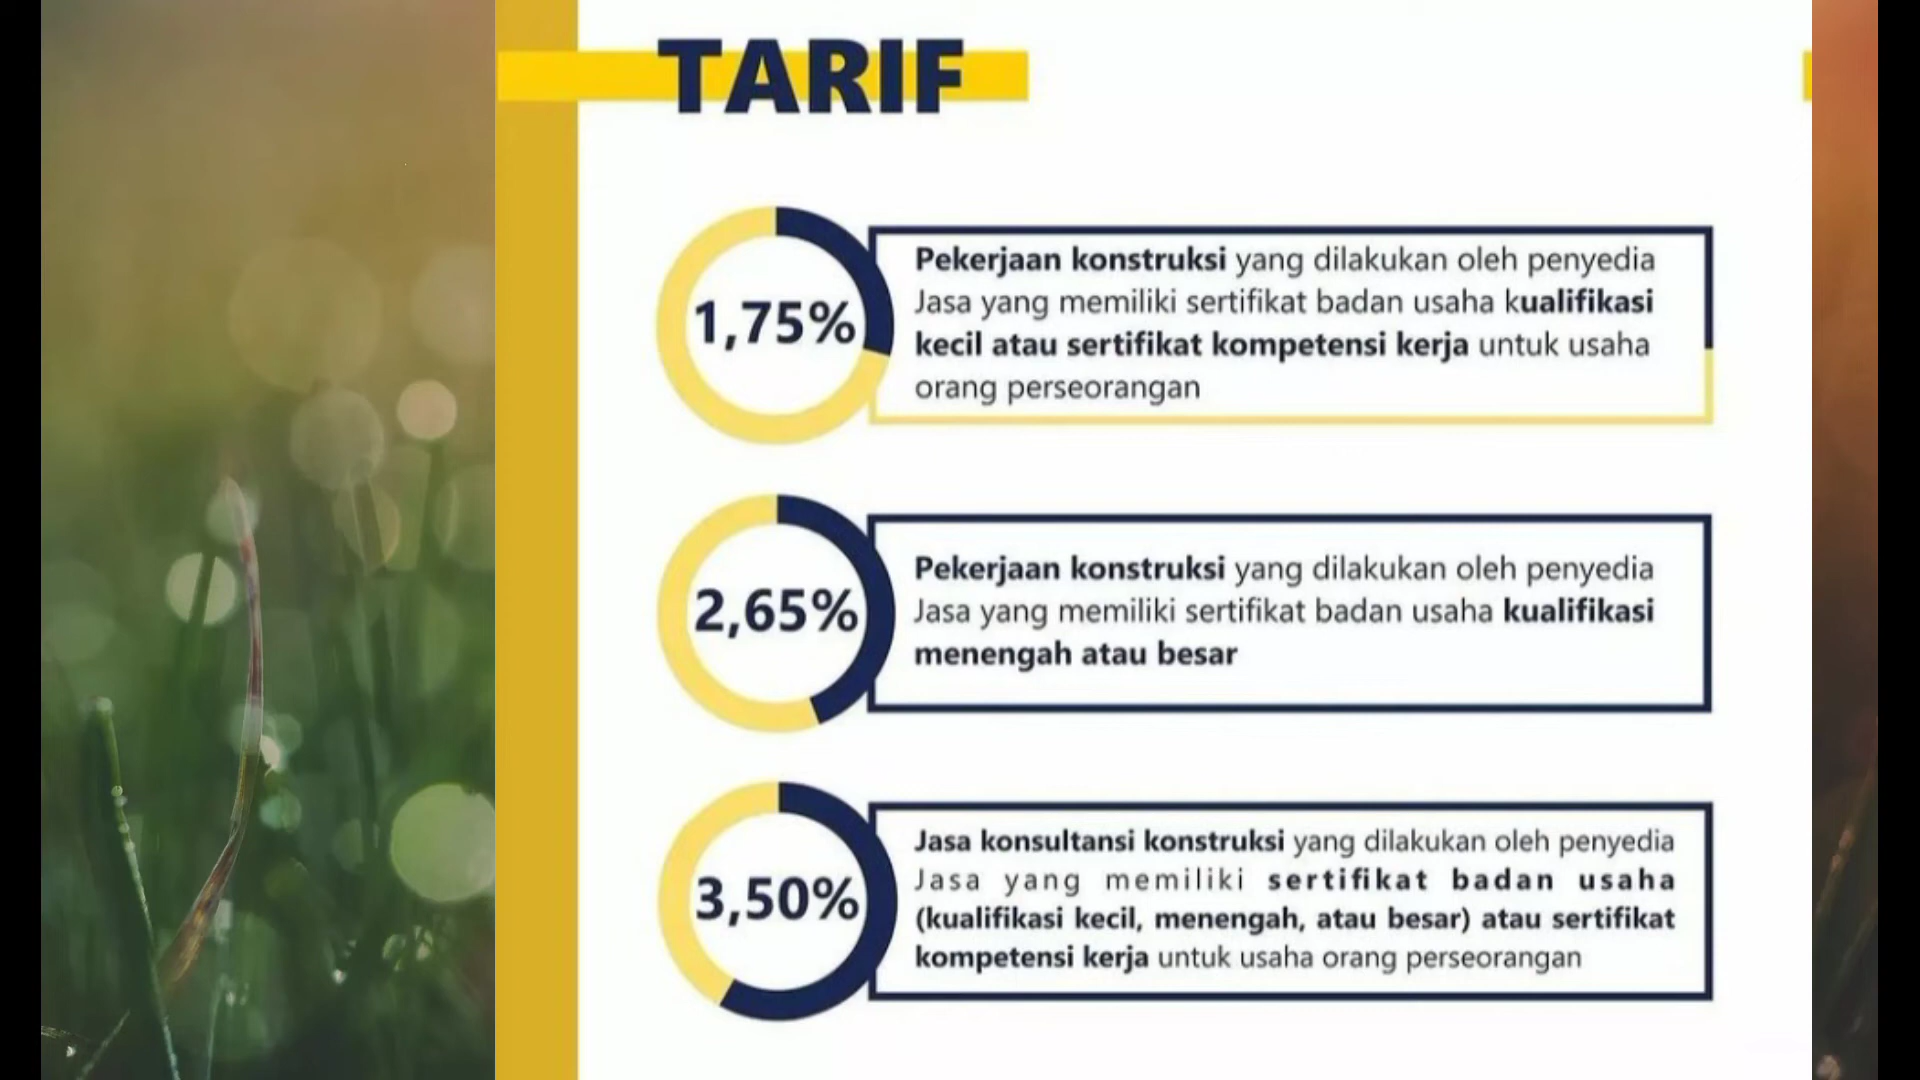 TARIF
1,75%
Pekerjaan konstruksi yang dilakukan oleh penyedia
Jasa yang memiliki sertifikat badan usaha kualifikasi
kecil atau sertifikat kompetensi kerja untuk usaha
orang perseorangan
2,65%
Pekerjaan konstruksi yang dilakukan oleh penyedia
Jasa yang memiliki sertifikat badan usaha kualifikasi
menengah atau besar
3,50%
Jasa konsultansi konstruksi yang dilakukan oleh penyedia
Jasa yang memiliki sertifikat badan usaha
(kualifikasi kecil, menengah, atau besar) atau sertifikat
kompetensi kerja untuk usaha orang perseorangan